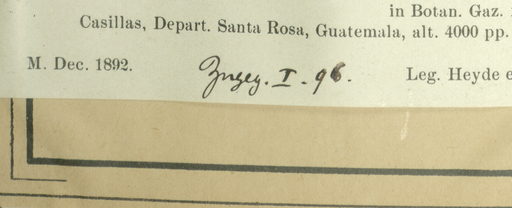 in Botan. Gaz.
Casillas, Depart. Santa Rosa, Guatemala, alt. 4000 pp.
M. Dec. 1892.
I. 96.
Leg. Heyde e